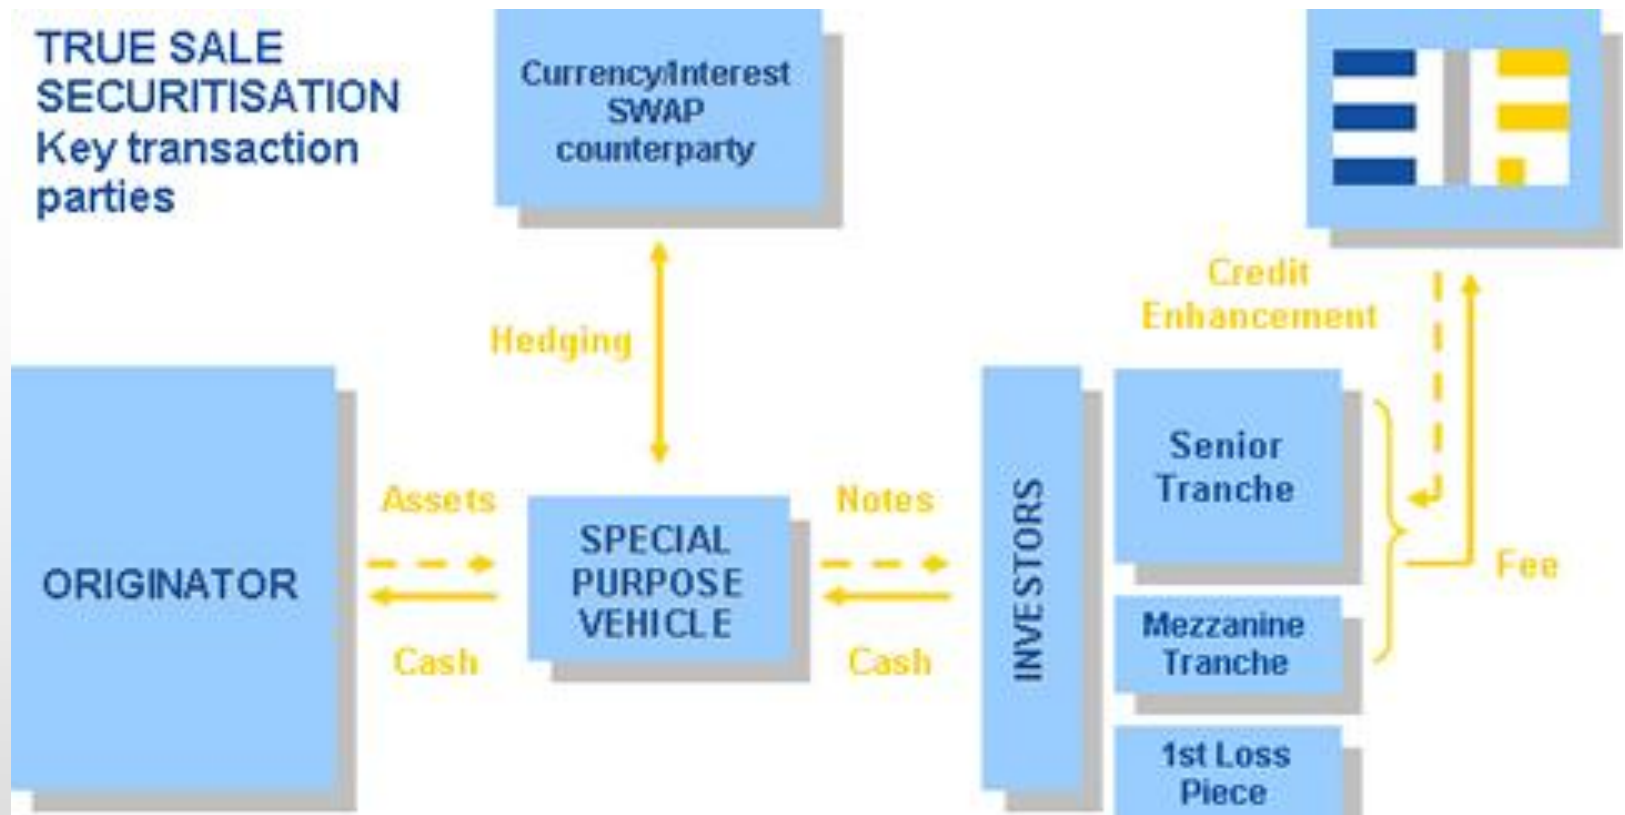 TRUE SALE
SECURITISATION
Key transaction
parties
Currency/Interest
SWAP
counterparty
Credit
Enhancement
Hedging
Assets
Notes
ORIGINATOR
SPECIAL
PURPOSE
VEHICLE
Cash
Cash
INVESTORS
Senior
Tranche
Fee
Mezzanine
Tranche
1st Loss
Piece